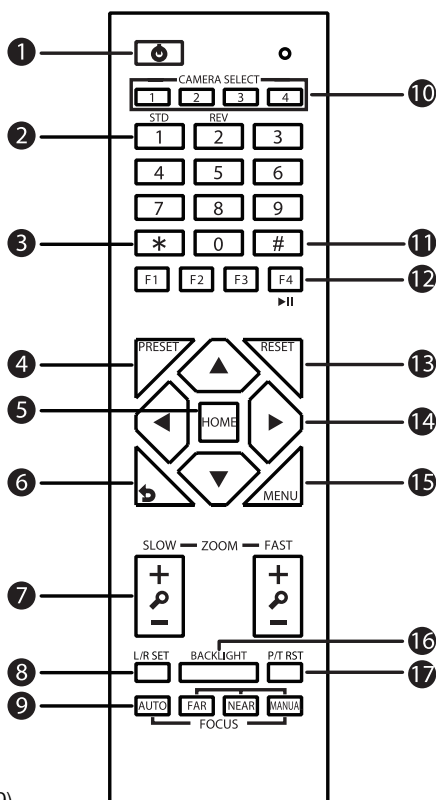 1
CAMERA SELECT
1 2 3 4
10
STD REV
2
1 2 3
4 5 6
7 8 9
3
* 0 #
11
F1 F2 F3 F4
12
PRESET RESET
4
13
5
HOME
14
6
MENU
15
SLOW ZOOM FAST
+ +
7
− −
16
L/R SET BACKLIGHT P/T RST
8
17
9
AUTO FAR NEAR MANUA
FOCUS